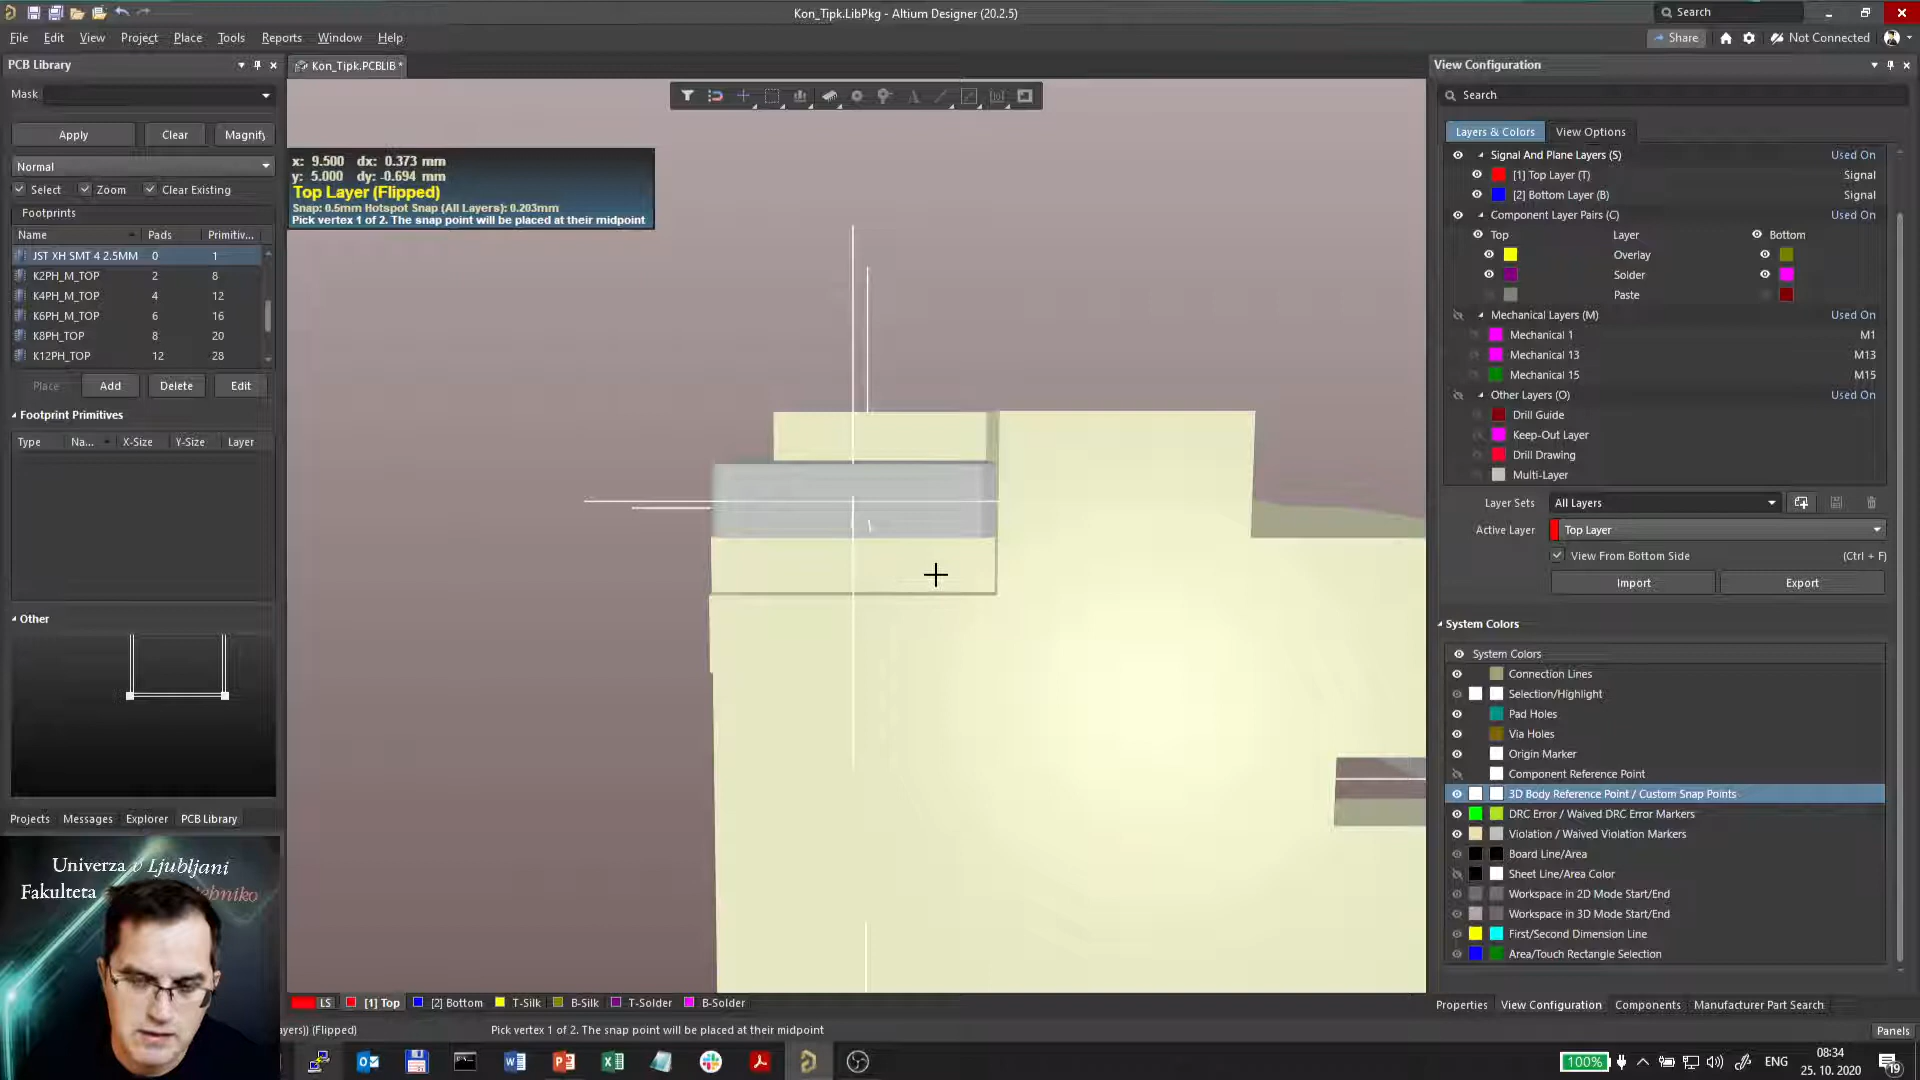 Kon_Tipk.LibPkg - Altium Designer (20.2.5)
Search
File Edit View Project Place Tools Reports Window Help
Share
Not Connected
PCB Library
Kon_Tipk.PCBLIB *
View Configuration
Mask
Search
Apply Clear Magnify
Layers & Colors View Options
Normal
Select Zoom Clear Existing
Footprints
Name Pads Primitiv...
JST XH SMT 4 2.5MM 0 1
K2PH_M_TOP 2 8
K4PH_M_TOP 4 12
K6PH_M_TOP 6 16
K8PH_TOP 8 20
K12PH_TOP 12 28
Place Add Delete Edit
Footprint Primitives
Type Na... X-Size Y-Size Layer
Other
Projects Messages Explorer PCB Library
x: 9.500 dx: 0.373 mm
y: 5.000 dy: -0.694 mm
Top Layer (Flipped)
Snap: 0.5mm Hotspot Snap (All Layers): 0.203mm
Pick vertex 1 of 2. The snap point will be placed at their midpoint
Signal And Plane Layers (S) Used On
[1] Top Layer (T) Signal
[2] Bottom Layer (B) Signal
Component Layer Pairs (C) Used On
Top Layer Bottom
Overlay
Solder
Paste
Mechanical Layers (M) Used On
Mechanical 1 M1
Mechanical 13 M13
Mechanical 15 M15
Other Layers (O) Used On
Drill Guide
Keep-Out Layer
Drill Drawing
Multi-Layer
Layer Sets All Layers
Active Layer Top Layer
View From Bottom Side (Ctrl + F)
Import Export
System Colors
System Colors
Connection Lines
Selection/Highlight
Pad Holes
Via Holes
Origin Marker
Component Reference Point
3D Body Reference Point / Custom Snap Points
DRC Error / Waived DRC Error Markers
Violation / Waived Violation Markers
Board Line/Area
Sheet Line/Area Color
Workspace in 2D Mode Start/End
Workspace in 3D Mode Start/End
First/Second Dimension Line
Area/Touch Rectangle Selection
Univerza v Ljubljani
Fakulteta
LS [1] Top [2] Bottom T-Silk B-Silk T-Solder B-Solder
Properties View Configuration Components Manufacturer Part Search
ayers)) (Flipped) Pick vertex 1 of 2. The snap point will be placed at their midpoint
Panels
100% ENG
08:34
25. 10. 2020
19